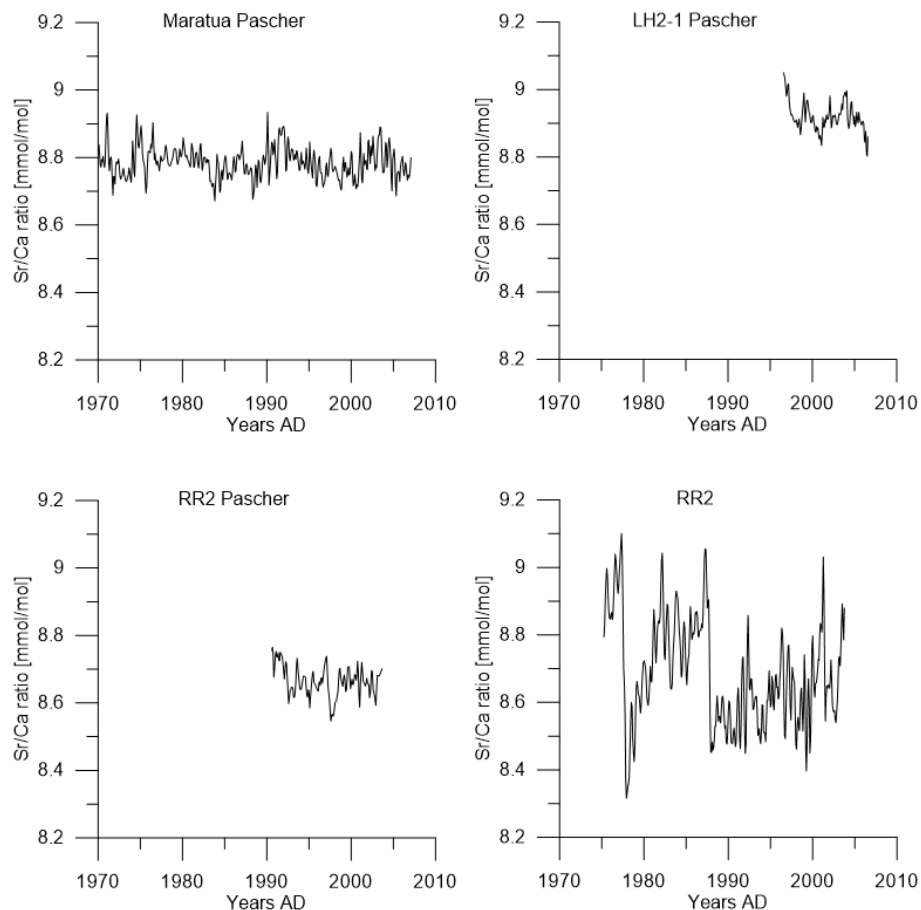 Maratua Pascher
9.2
9
8.8
8.6
8.4
8.2
Sr/Ca ratio [mmol/mol]
1970 1980 1990 2000 2010
Years AD
LH2-1 Pascher
9.2
9
8.8
8.6
8.4
8.2
Sr/Ca ratio [mmol/mol]
1970 1980 1990 2000 2010
Years AD
RR2 Pascher
9.2
9
8.8
8.6
8.4
8.2
Sr/Ca ratio [mmol/mol]
1970 1980 1990 2000 2010
Years AD
RR2
9.2
9
8.8
8.6
8.4
8.2
Sr/Ca ratio [mmol/mol]
1970 1980 1990 2000 2010
Years AD